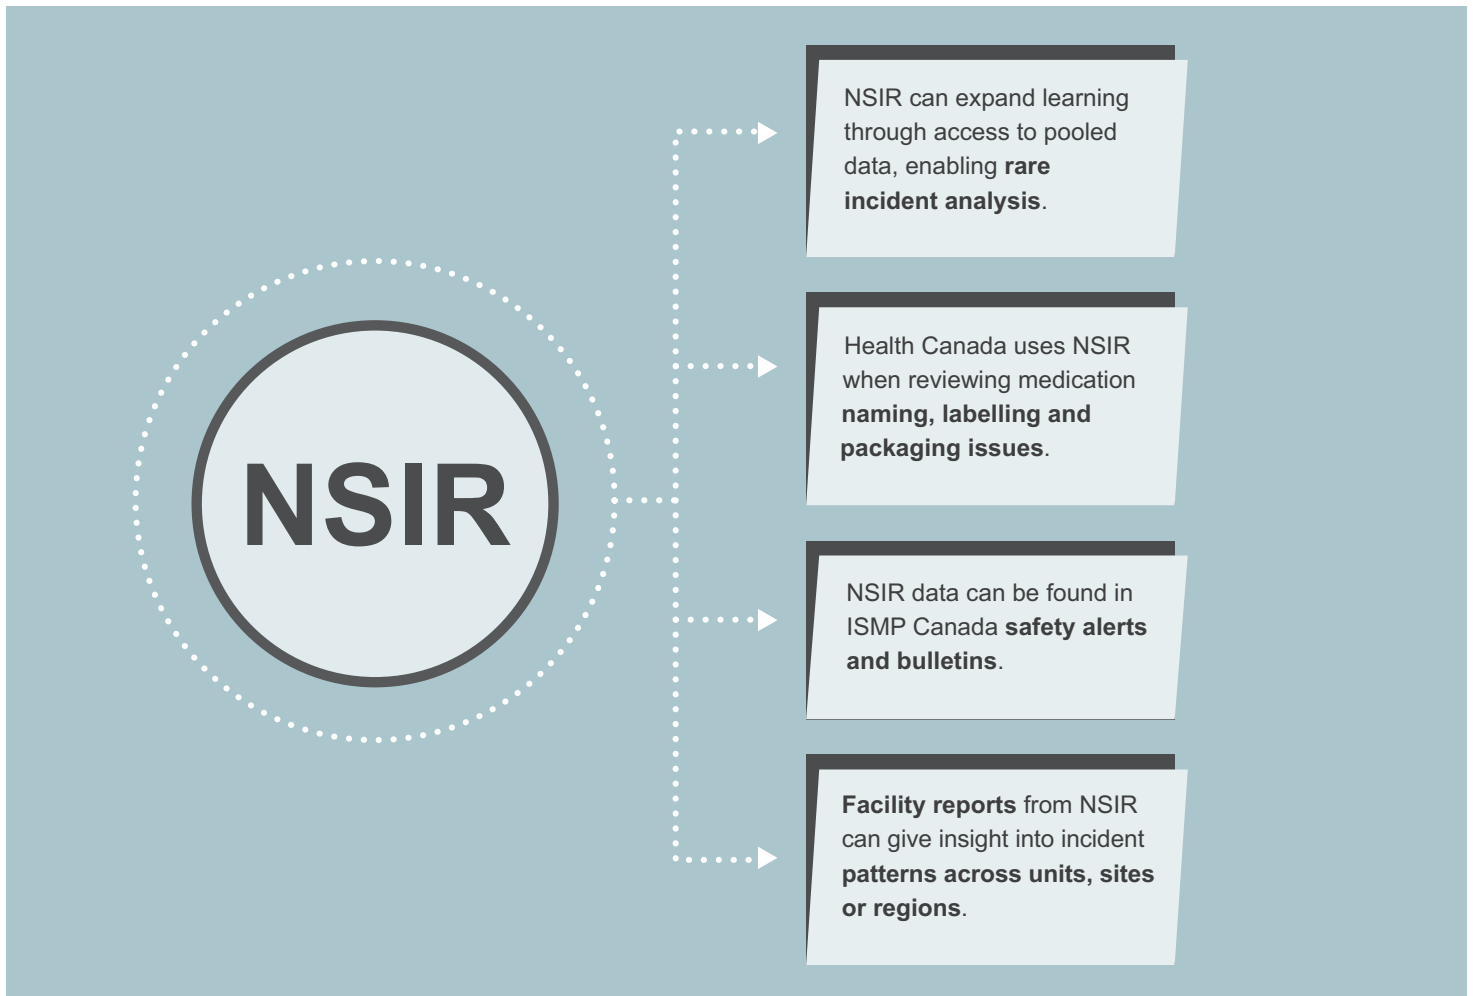 NSIR
NSIR can expand learning
through access to pooled
data, enabling rare
incident analysis.
Health Canada uses NSIR
when reviewing medication
naming, labelling and
packaging issues.
NSIR data can be found in
ISMP Canada safety alerts
and bulletins.
Facility reports from NSIR
can give insight into incident
patterns across units, sites
or regions.